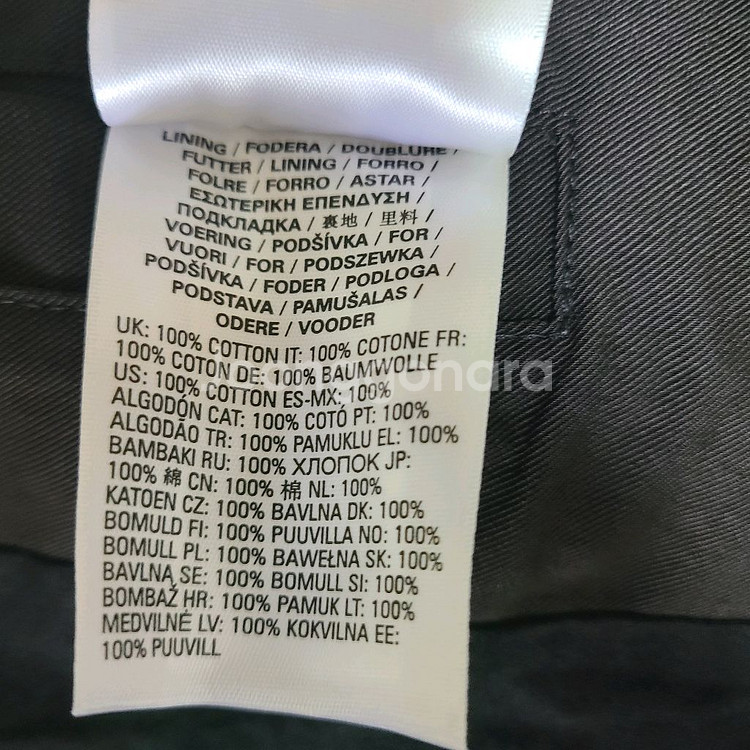 LINING / FODERA / DOUBLURE /
FUTTER / LINING / FORRO /
FOLRE / FORRO / ASTAR /
ΕΣΩΤΕΡΙΚΗ ΕΠΕΝΔΥΣΗ /
ПОДКЛАДКА / 裏地 / 里料 /
VOERING / PODŠÍVKA / FOR /
VUORI / FOR / PODSZEWKA /
PODŠÍVKA / FODER / PODLOGA /
PODSTAVA / PAMUŠALAS /
ODERE / VOODER
UK: 100% COTTON IT: 100% COTONE FR:
100% COTON DE: 100% BAUMWOLLE
US: 100% COTTON ES-MX: 100%
ALGODÓN CAT: 100% COTÓ PT: 100%
ALGODÃO TR: 100% PAMUKLU EL: 100%
BAMBAKI RU: 100% ХЛОПОК JP:
100% 綿 CN: 100% 棉 NL: 100%
KATOEN CZ: 100% BAVLNA DK: 100%
BOMULD FI: 100% PUUVILLA NO: 100%
BOMULL PL: 100% BAWEŁNA SK: 100%
BAVLNA SE: 100% BOMULL SI: 100%
BOMBAŽ HR: 100% PAMUK LT: 100%
MEDVILNĖ LV: 100% KOKVILNA EE:
100% PUUVILL